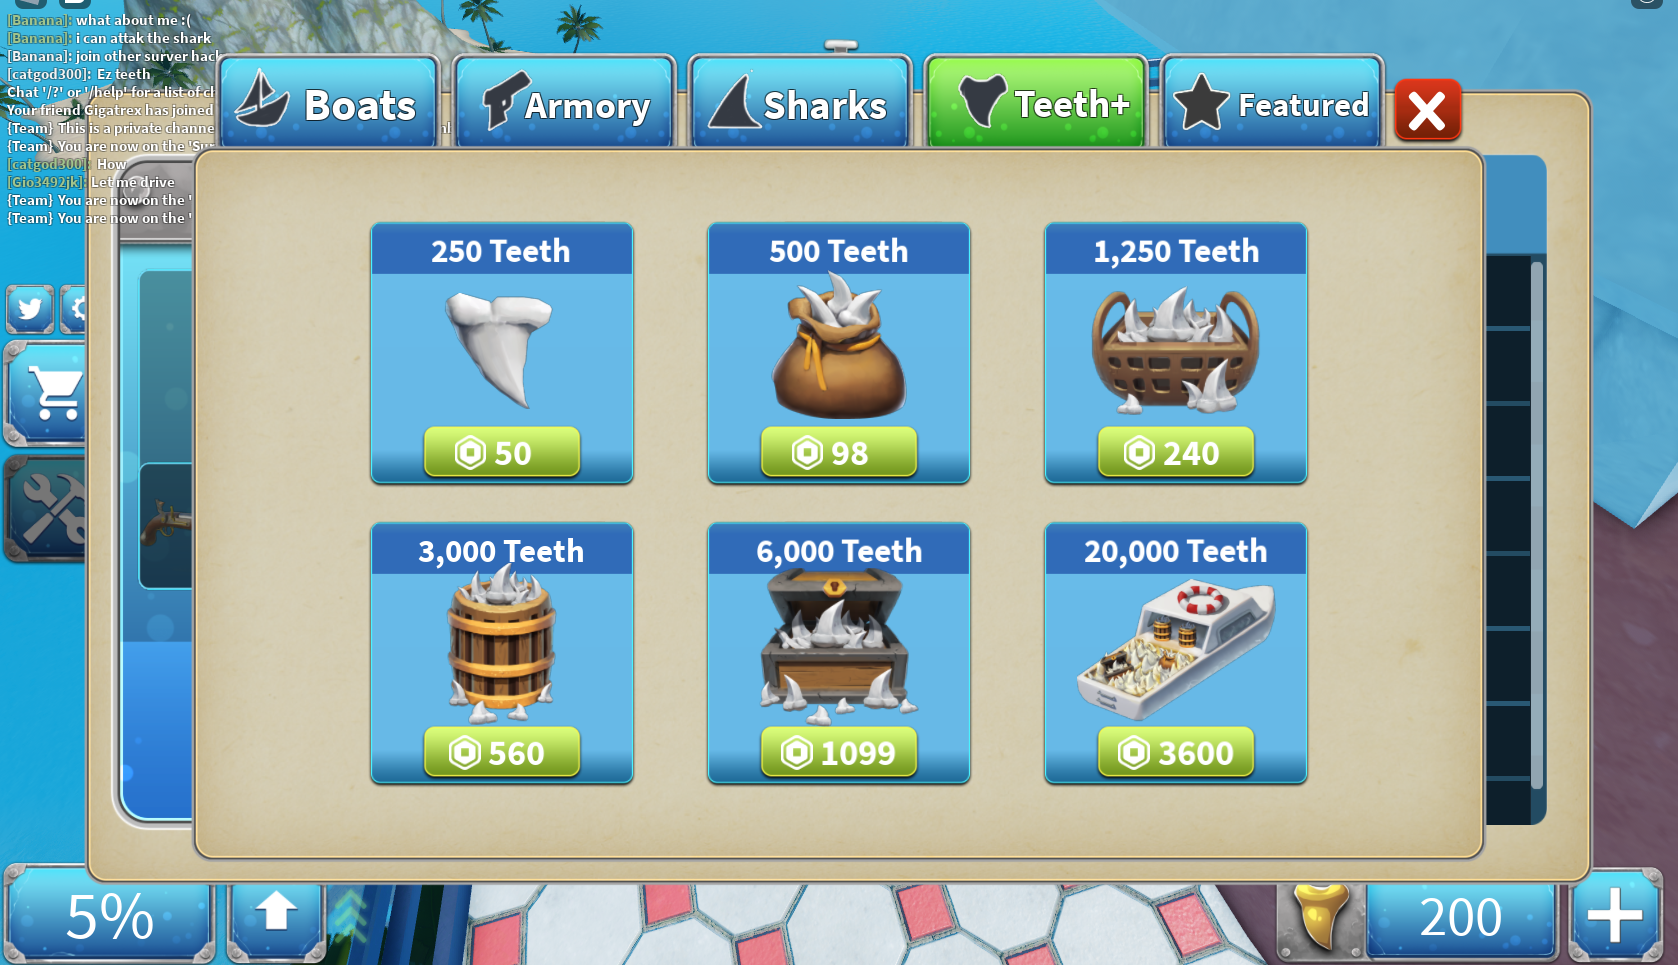 [Banana]: what about me :(
[Banana]: i can attak the shark
[Banana]: join other surver hack
[catgod300]: Ez teeth
Chat '/?' or '/help' for a list of ch
Your friend Gigatrex has joined
{Team} This is a private channe
{Team} You are now on the 'Sur
[catgod300]: How
[Gio3492jk]: Let me drive
{Team} You are now on the '
{Team} You are now on the '
Boats
Armory
Sharks
Teeth+
Featured
250 Teeth
500 Teeth
1,250 Teeth
50
98
240
3,000 Teeth
6,000 Teeth
20,000 Teeth
560
1099
3600
5%
200